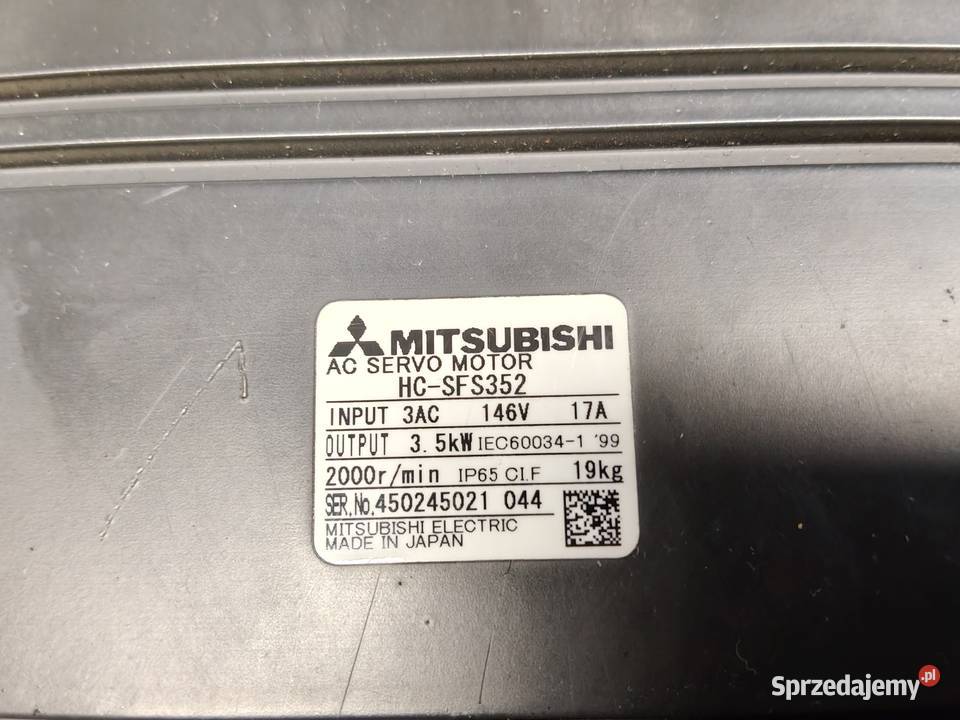 MITSUBISHI
AC SERVO MOTOR
HC-SFS352
INPUT 3AC 146V 17A
OUTPUT 3.5kW IEC60034-1 '99
2000r/min IP65 CI.F 19kg
SER.No.450245021 044
MITSUBISHI ELECTRIC
MADE IN JAPAN
Sprzedajemy.pl